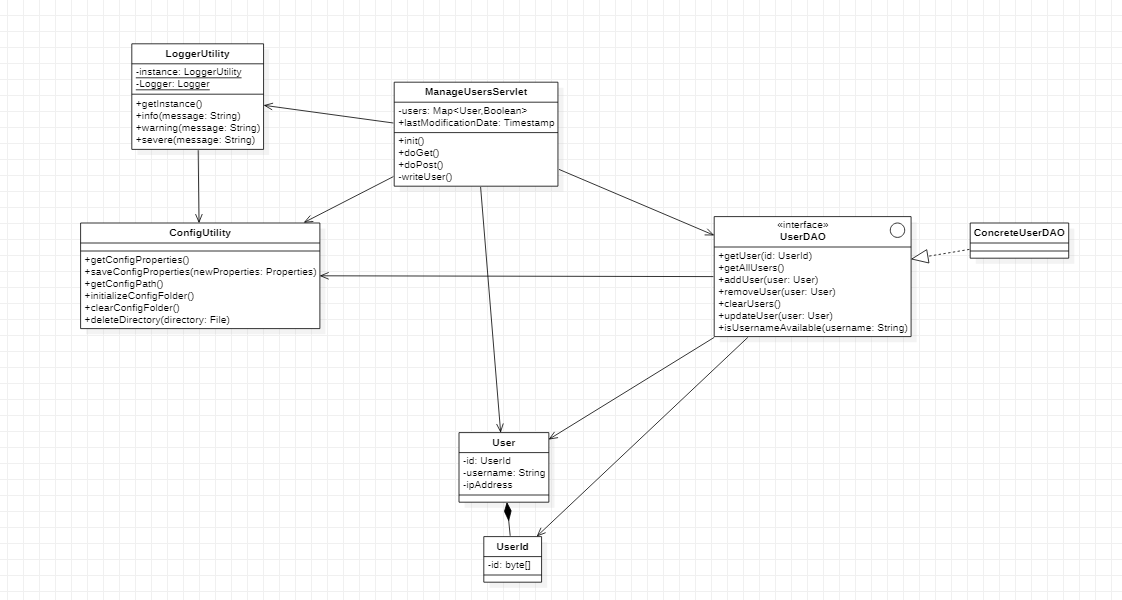 LoggerUtility
-instance: LoggerUtility
-Logger: Logger
+getInstance()
+info(message: String)
+warning(message: String)
+severe(message: String)
ManageUsersServlet
-users: Map<User,Boolean>
+lastModificationDate: Timestamp
+init()
+doGet()
+doPost()
-writeUser()
ConfigUtility
+getConfigProperties()
+saveConfigProperties(newProperties: Properties)
+getConfigPath()
+initializeConfigFolder()
+clearConfigFolder()
+deleteDirectory(directory: File)
«interface»
UserDAO
+getUser(id: UserId)
+getAllUsers()
+addUser(user: User)
+removeUser(user: User)
+clearUsers()
+updateUser(user: User)
+isUsernameAvailable(username: String)
ConcreteUserDAO
User
-id: UserId
-username: String
-ipAddress
UserId
-id: byte[]